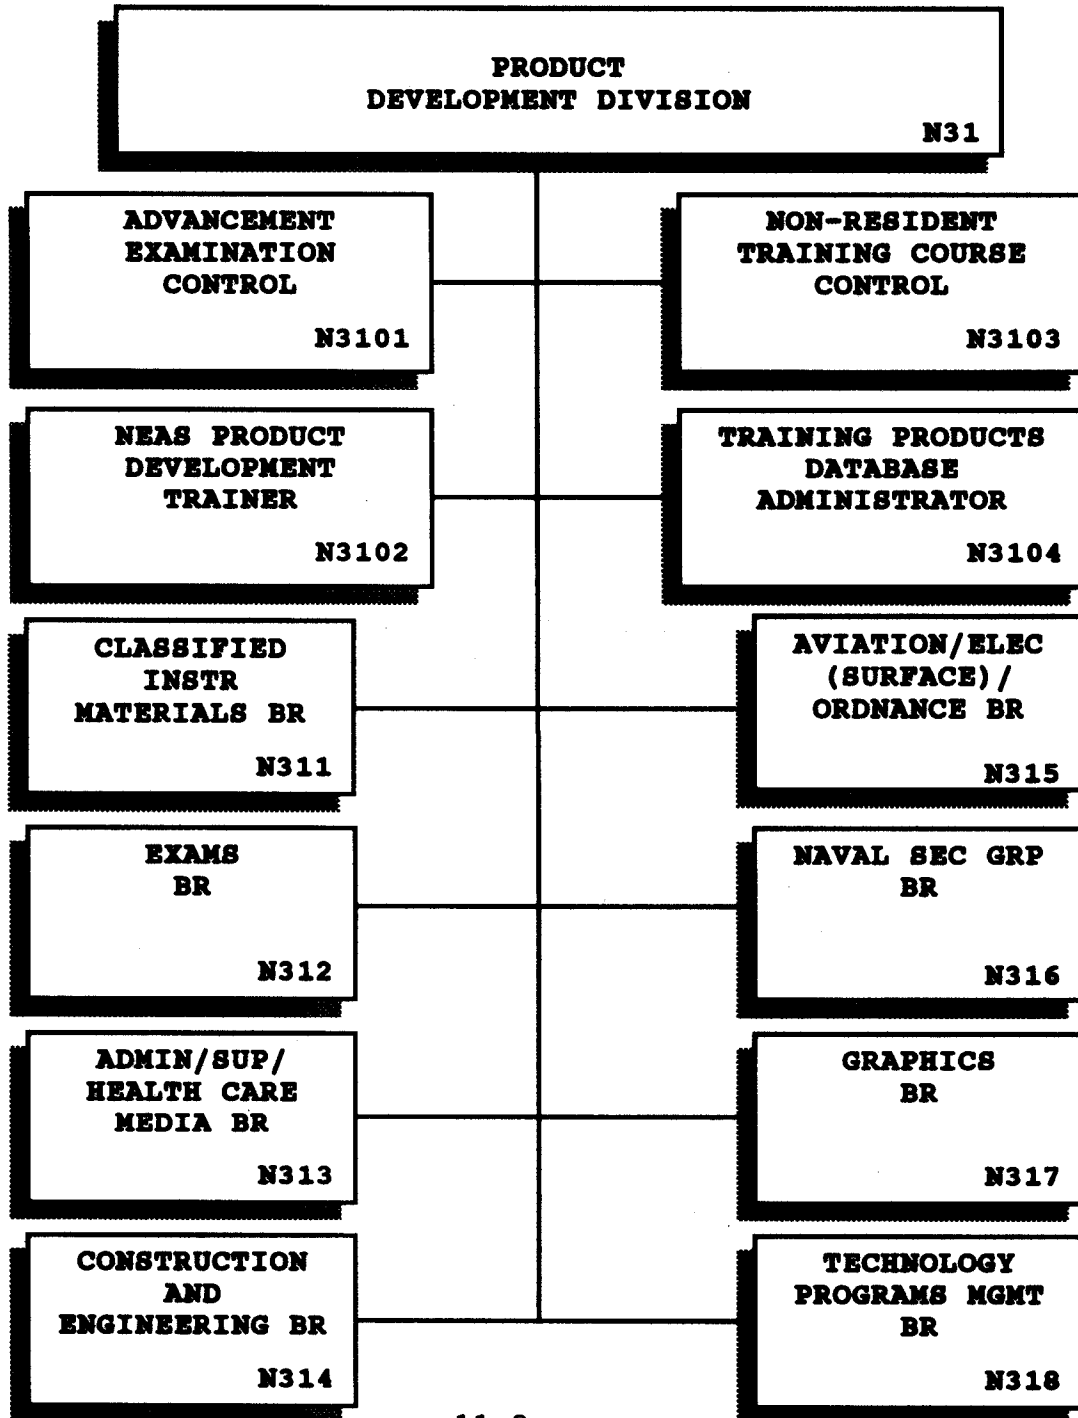 PRODUCT
DEVELOPMENT DIVISION
N31
ADVANCEMENT
EXAMINATION
CONTROL
N3101
NON-RESIDENT
TRAINING COURSE
CONTROL
N3103
NEAS PRODUCT
DEVELOPMENT
TRAINER
N3102
TRAINING PRODUCTS
DATABASE
ADMINISTRATOR
N3104
CLASSIFIED
INSTR
MATERIALS BR
N311
AVIATION/ELEC
(SURFACE)/
ORDNANCE BR
N315
EXAMS
BR
N312
NAVAL SEC GRP
BR
N316
ADMIN/SUP/
HEALTH CARE
MEDIA BR
N313
GRAPHICS
BR
N317
CONSTRUCTION
AND
ENGINEERING BR
N314
TECHNOLOGY
PROGRAMS MGMT
BR
N318